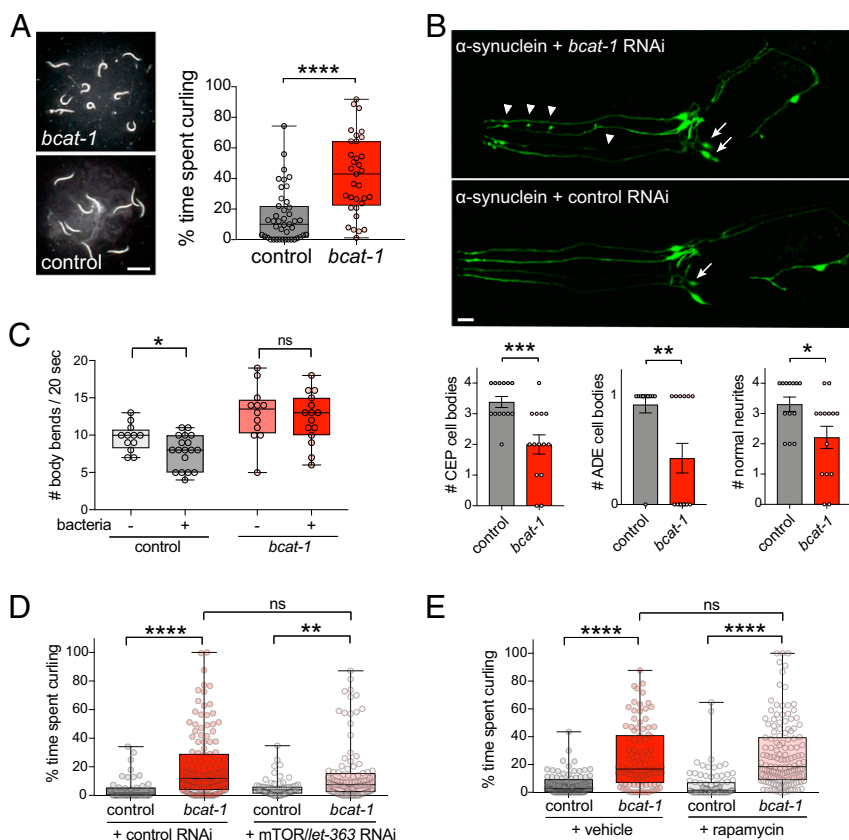 A
bcat-1
control
% time spent curling
100
80
60
40
20
0
****
control bcat-1
B
α-synuclein + bcat-1 RNAi
α-synuclein + control RNAi
# CEP cell bodies
4
3
2
1
0
***
control bcat-1
# ADE cell bodies
1
0
**
control bcat-1
# normal neurites
4
3
2
1
0
*
control bcat-1
C
# body bends / 20 sec
20
15
10
5
0
* ns
bacteria - + - +
control bcat-1
D
% time spent curling
100
80
60
40
20
0
ns
**** **
control bcat-1 control bcat-1
+ control RNAi + mTOR/let-363 RNAi
E
% time spent curling
100
80
60
40
20
0
ns
**** ****
control bcat-1 control bcat-1
+ vehicle + rapamycin